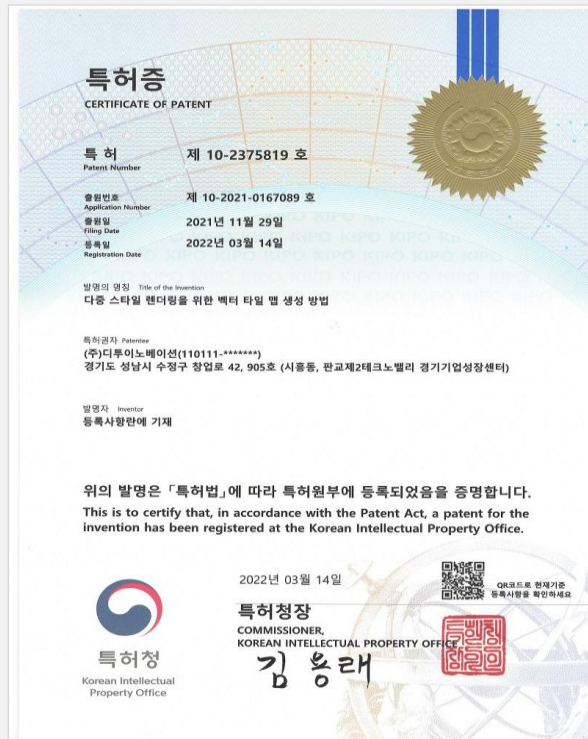 특허증
CERTIFICATE OF PATENT
특 허 제 10-2375819 호
Patent Number
출원번호 제 10-2021-0167089 호
Application Number
출원일 2021년 11월 29일
Filing Date
등록일 2022년 03월 14일
Registration Date
발명의 명칭 Title of the Invention
다중 스타일 렌더링을 위한 벡터 타일 맵 생성 방법
특허권자 Patentee
(주)디투이노베이션(110111-*******)
경기도 성남시 수정구 창업로 42, 905호 (시흥동, 판교제2테크노밸리 경기기업성장센터)
발명자 Inventor
등록사항란에 기재
위의 발명은 「특허법」에 따라 특허원부에 등록되었음을 증명합니다.
This is to certify that, in accordance with the Patent Act, a patent for the
invention has been registered at the Korean Intellectual Property Office.
2022년 03월 14일
QR코드로 현재기준
등록사항을 확인하세요
특허청장
COMMISSIONER,
KOREAN INTELLECTUAL PROPERTY OFFICE
김용래
특허청
Korean Intellectual
Property Office